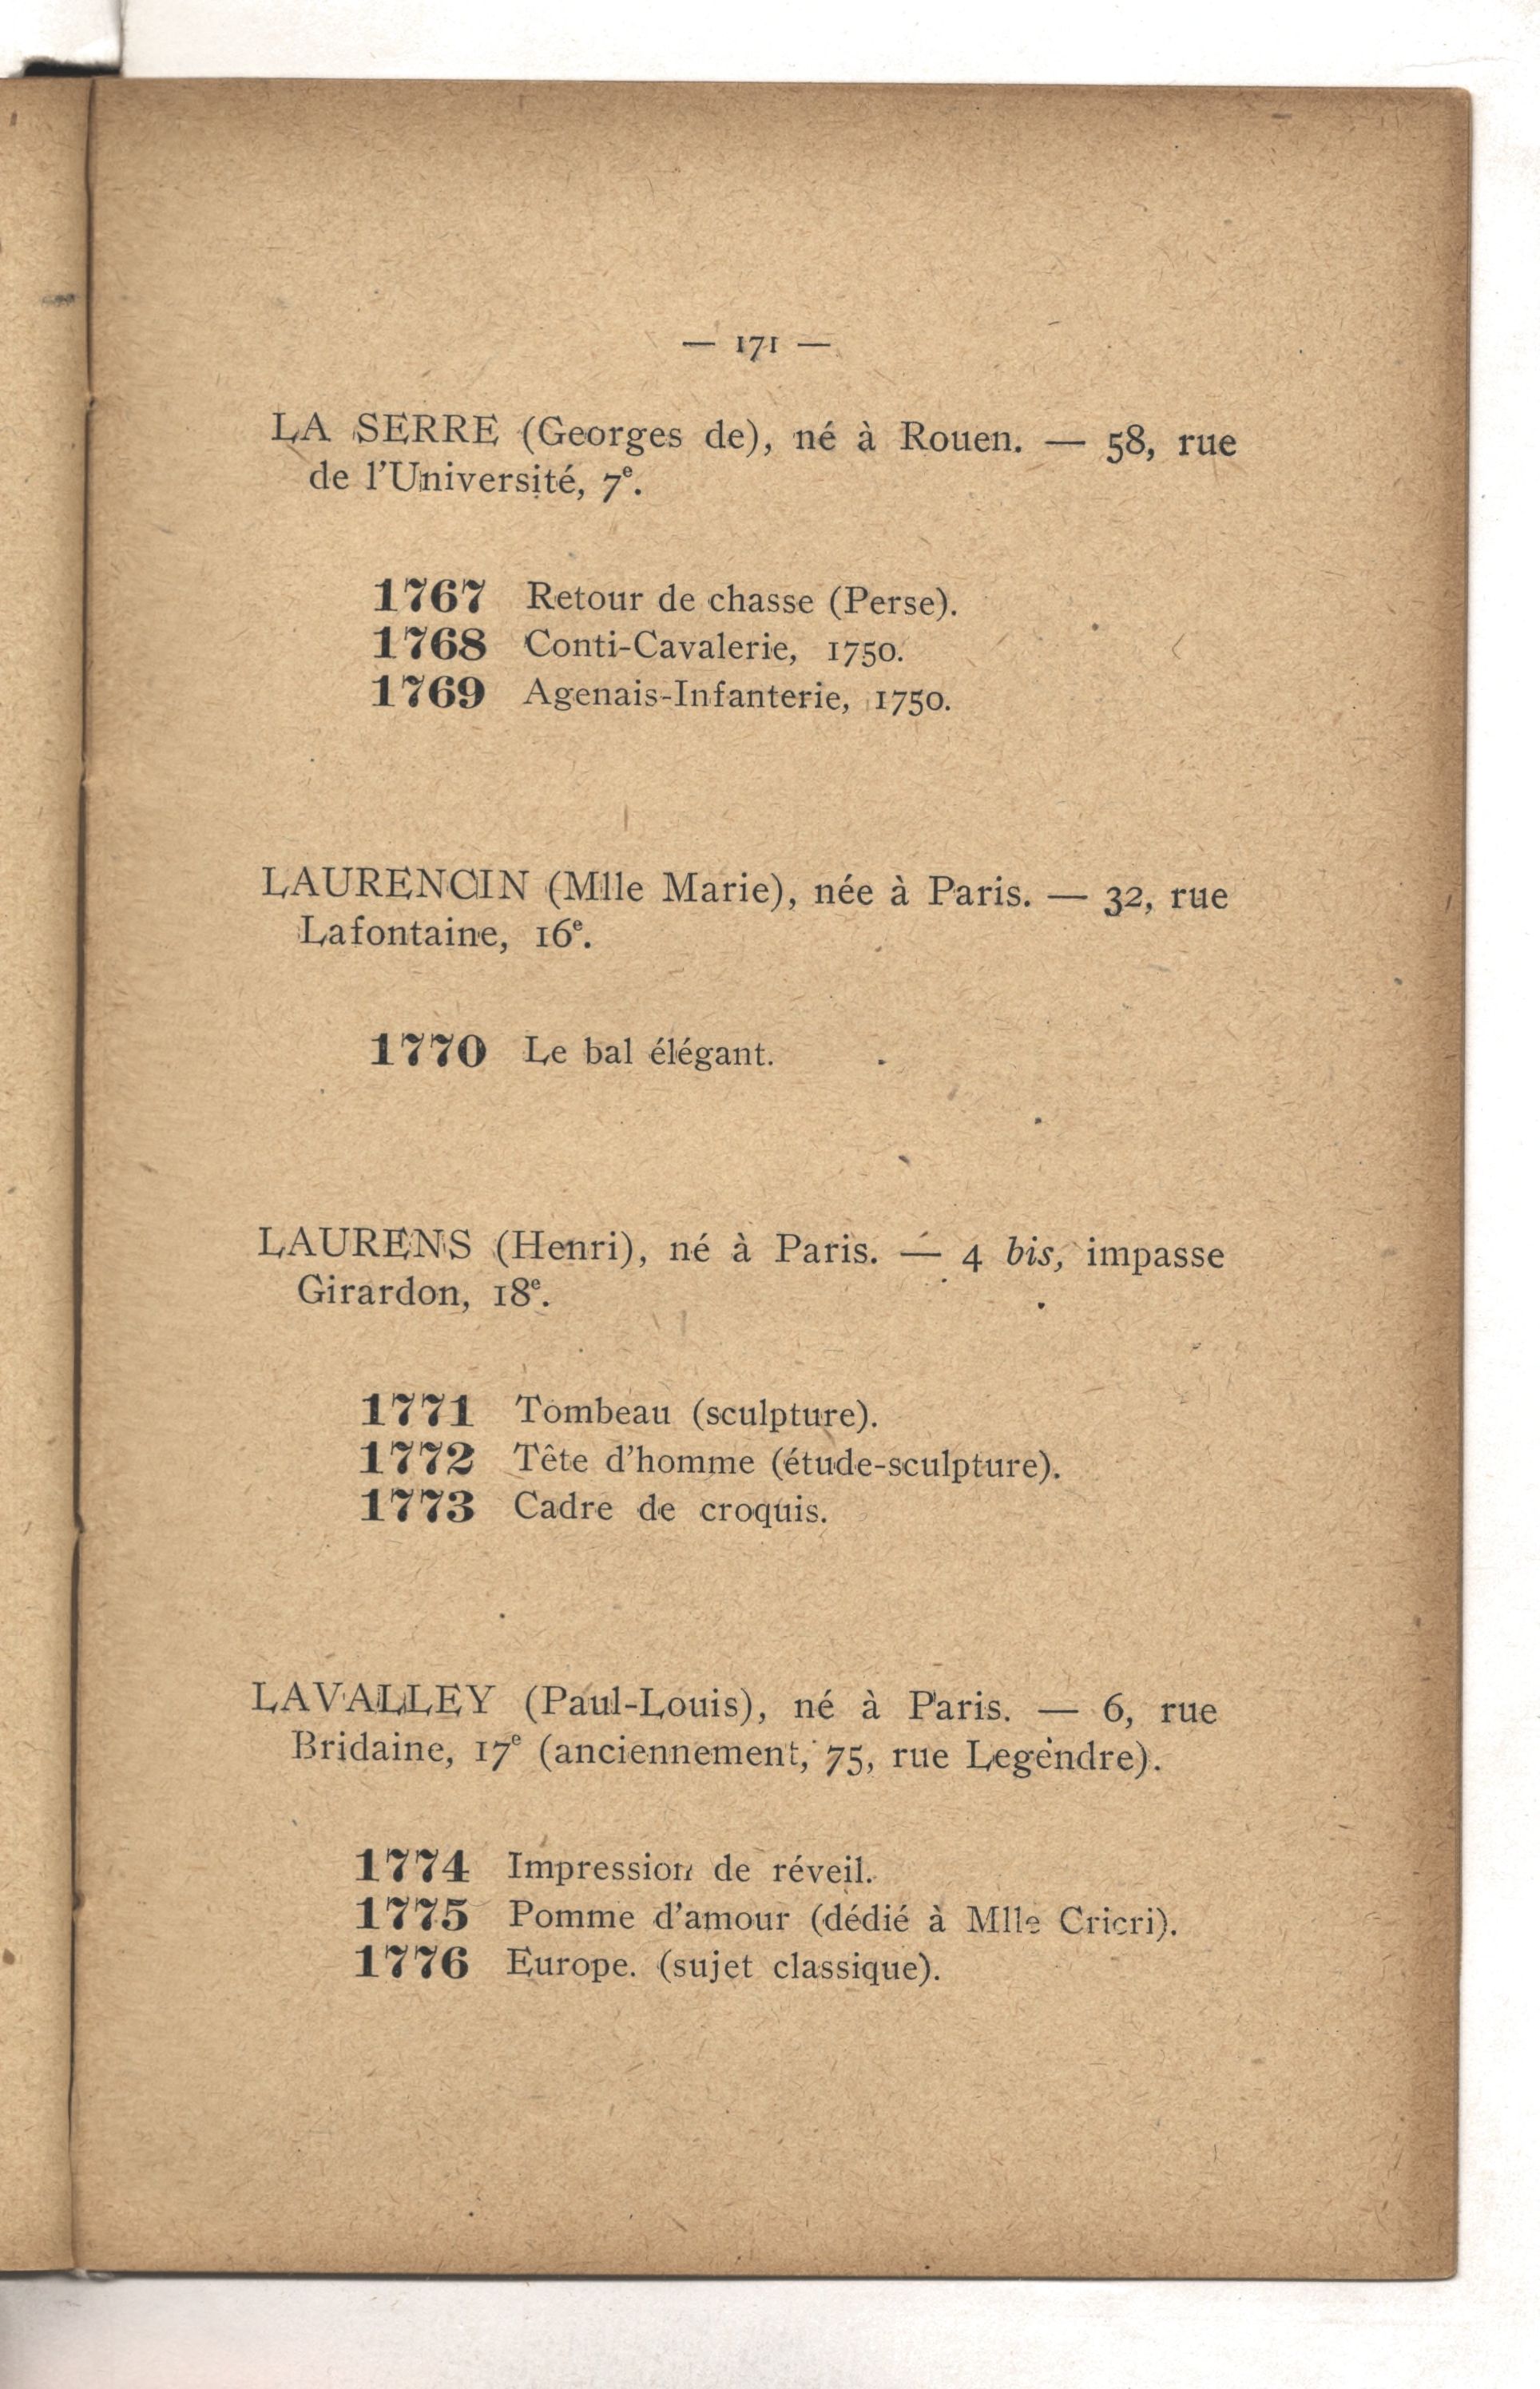 — 171 —
LA SERRE (Georges de), né à Rouen. — 58, rue
de l'Université, 7e.
1767 Retour de chasse (Perse).
1768 Conti-Cavalerie, 1750.
1769 Agenais-Infanterie, 1750.
LAURENCIN (Mlle Marie), née à Paris. — 32, rue
Lafontaine, 16e.
1770 Le bal élégant.
LAURENS (Henri), né à Paris. — 4 bis, impasse
Girardon, 18e.
1771 Tombeau (sculpture).
1772 Tête d'homme (étude-sculpture).
1773 Cadre de croquis.
LAVALLEY (Paul-Louis), né à Paris. — 6, rue
Bridaine, 17e (anciennement, 75, rue Legendre).
1774 Impression de réveil.
1775 Pomme d'amour (dédié à Mlle Cricri).
1776 Europe. (sujet classique).